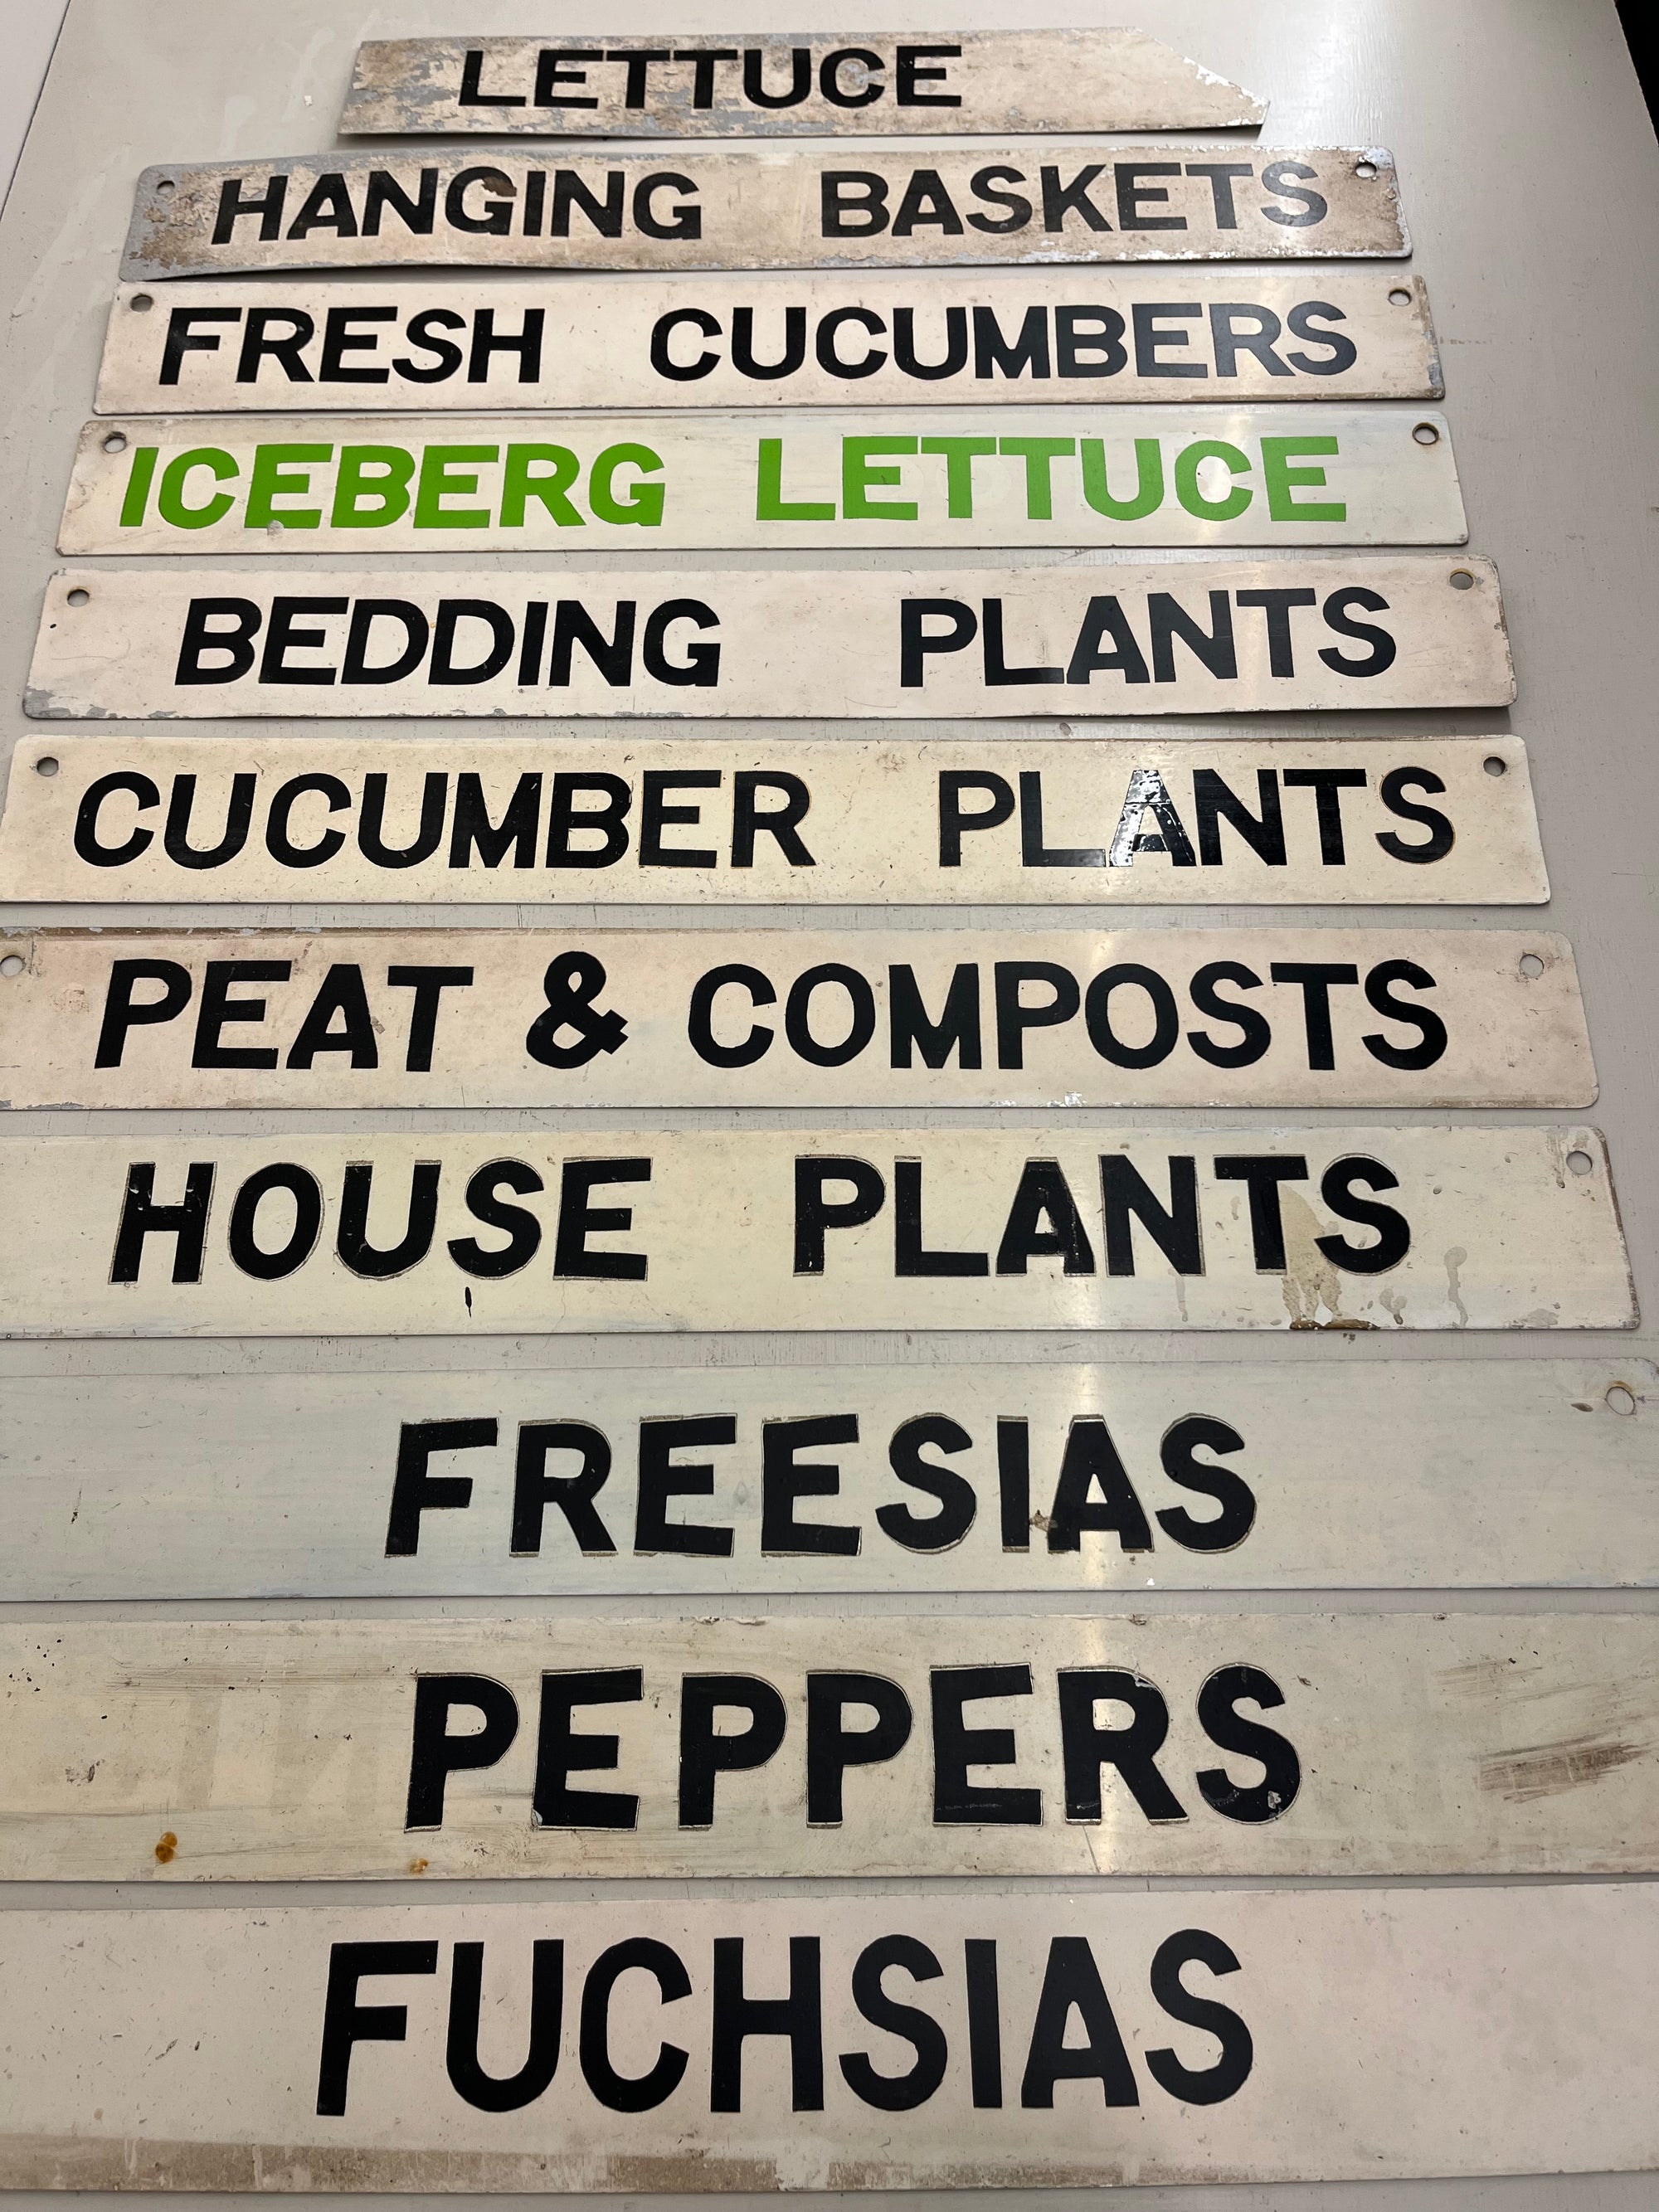 LETTUCE
HANGING BASKETS
FRESH CUCUMBERS
ICEBERG LETTUCE
BEDDING PLANTS
CUCUMBER PLANTS
PEAT & COMPOSTS
HOUSE PLANTS
FREESIAS
PEPPERS
FUCHSIAS